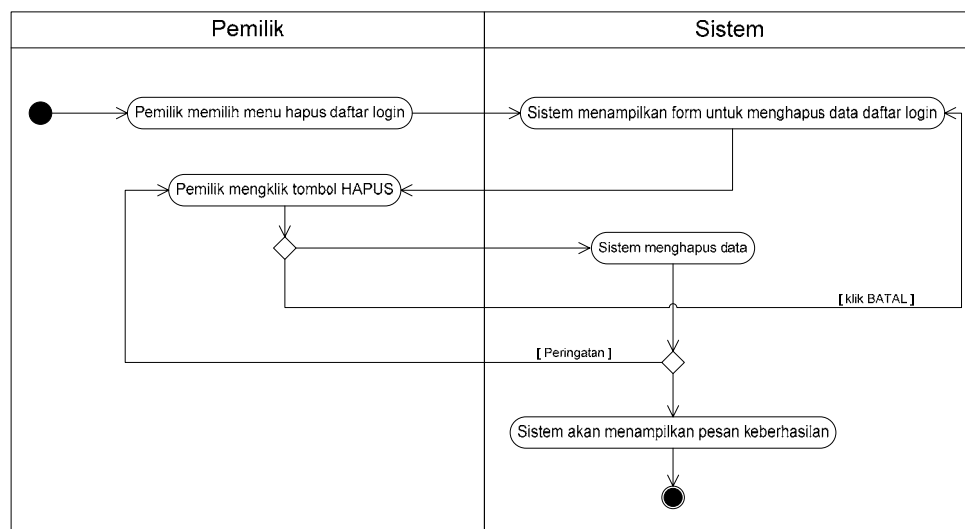 Pemilik
Sistem
Pemilik memilih menu hapus daftar login
Sistem menampilkan form untuk menghapus data daftar login
Pemilik mengklik tombol HAPUS
Sistem menghapus data
[ klik BATAL ]
[ Peringatan ]
Sistem akan menampilkan pesan keberhasilan